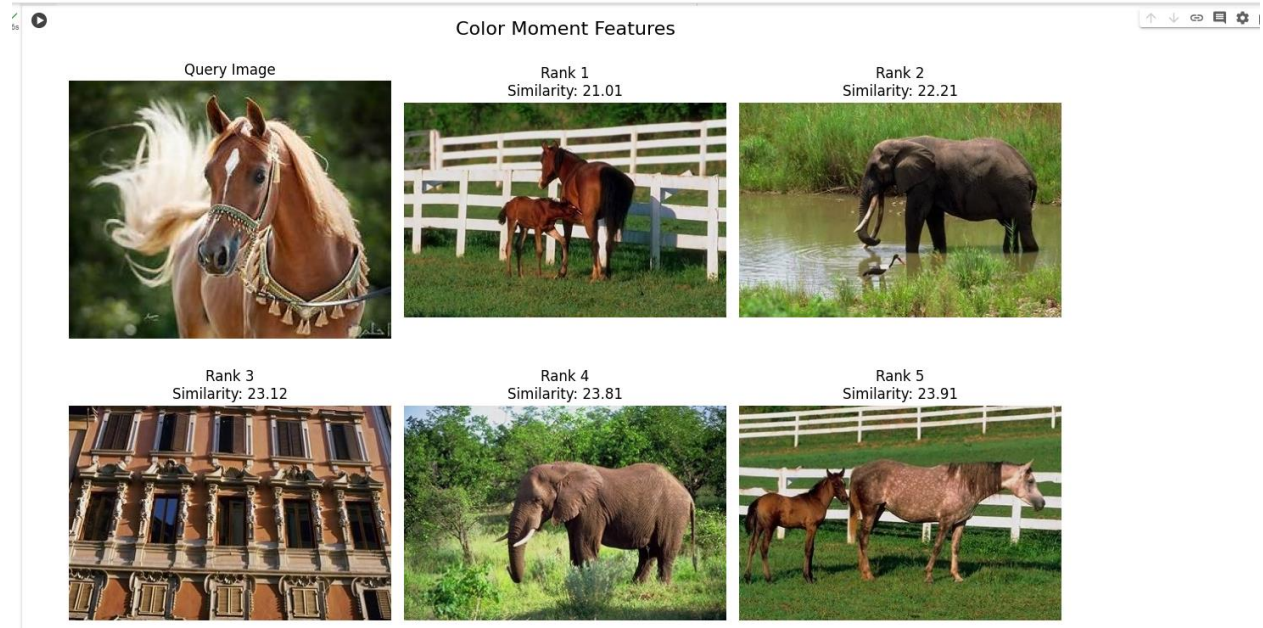 Color Moment Features
Query Image
Rank 1
Similarity: 21.01
Rank 2
Similarity: 22.21
Rank 3
Similarity: 23.12
Rank 4
Similarity: 23.81
Rank 5
Similarity: 23.91